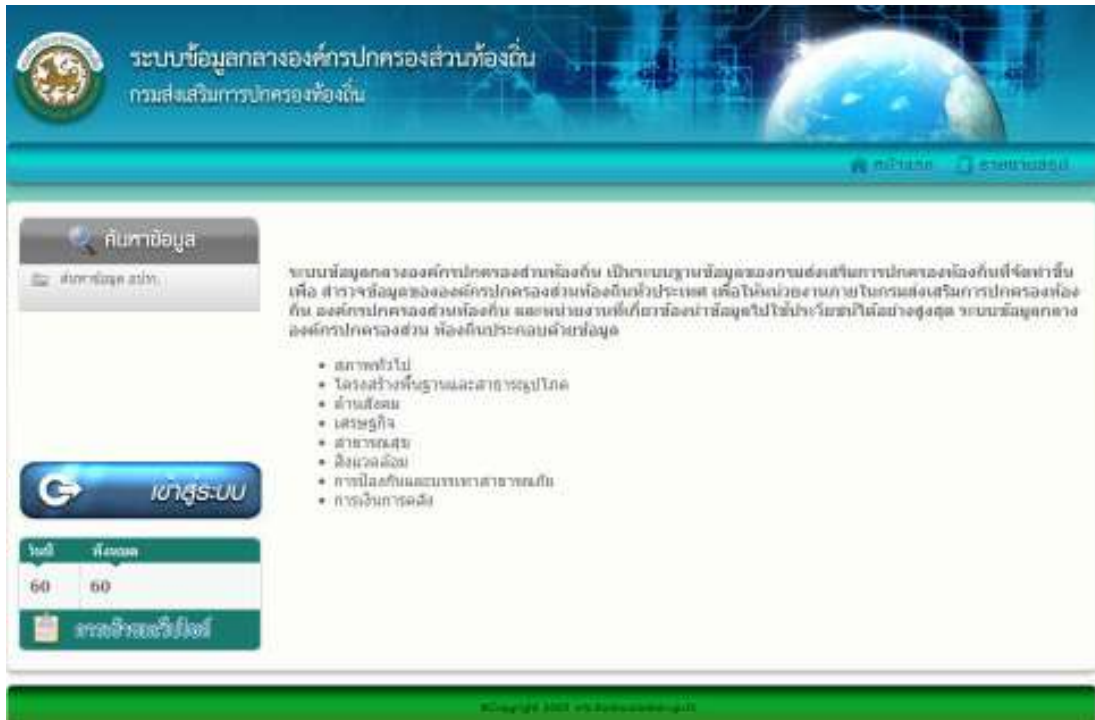 ระบบข้อมูลกลางองค์กรปกครองส่วนท้องถิ่น
กรมส่งเสริมการปกครองท้องถิ่น
หน้าแรก รายงานสรุป
ค้นหาข้อมูล
ค้นหาข้อมูล อปท.
ระบบข้อมูลกลางองค์กรปกครองส่วนท้องถิ่น เป็นระบบฐานข้อมูลของกรมส่งเสริมการปกครองท้องถิ่นที่จัดทำขึ้น
เพื่อ สำรวจข้อมูลขององค์กรปกครองส่วนท้องถิ่นทั่วประเทศ เพื่อให้หน่วยงานภายในกรมส่งเสริมการปกครองท้อง
ถิ่น องค์กรปกครองส่วนท้องถิ่น และหน่วยงานที่เกี่ยวข้องนำข้อมูลไปใช้ประโยชน์ได้อย่างสูงสุด ระบบข้อมูลกลาง
องค์กรปกครองส่วน ท้องถิ่นประกอบด้วยข้อมูล
สภาพทั่วไป
โครงสร้างพื้นฐานและสาธารณูปโภค
ด้านสังคม
เศรษฐกิจ
สาธารณสุข
สิ่งแวดล้อม
การป้องกันและบรรเทาสาธารณภัย
การเงินการคลัง
เข้าสู่ระบบ
วันนี้ ทั้งหมด
60 60